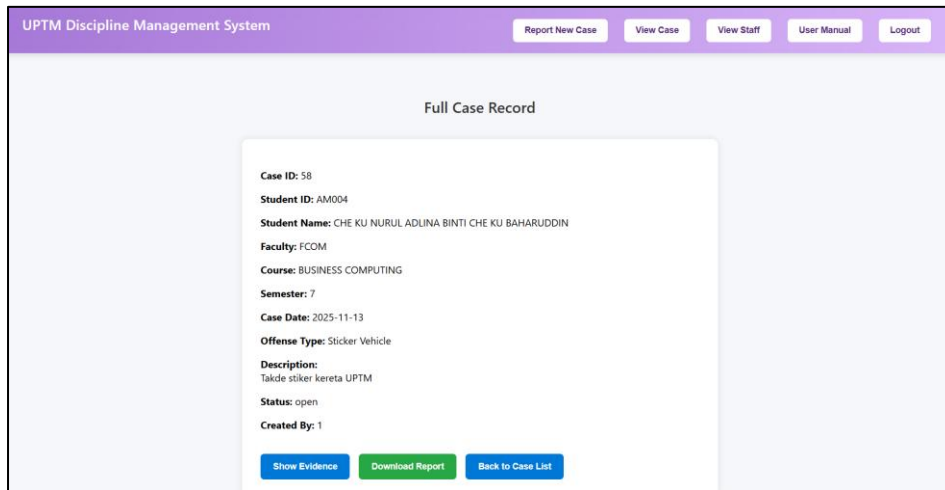 UPTM Discipline Management System
Report New Case
View Case
View Staff
User Manual
Logout
Full Case Record
Case ID: 58
Student ID: AM004
Student Name: CHE KU NURUL ADLINA BINTI CHE KU BAHARUDDIN
Faculty: FCOM
Course: BUSINESS COMPUTING
Semester: 7
Case Date: 2025-11-13
Offense Type: Sticker Vehicle
Description:
Takde stiker kereta UPTM
Status: open
Created By: 1
Show Evidence
Download Report
Back to Case List